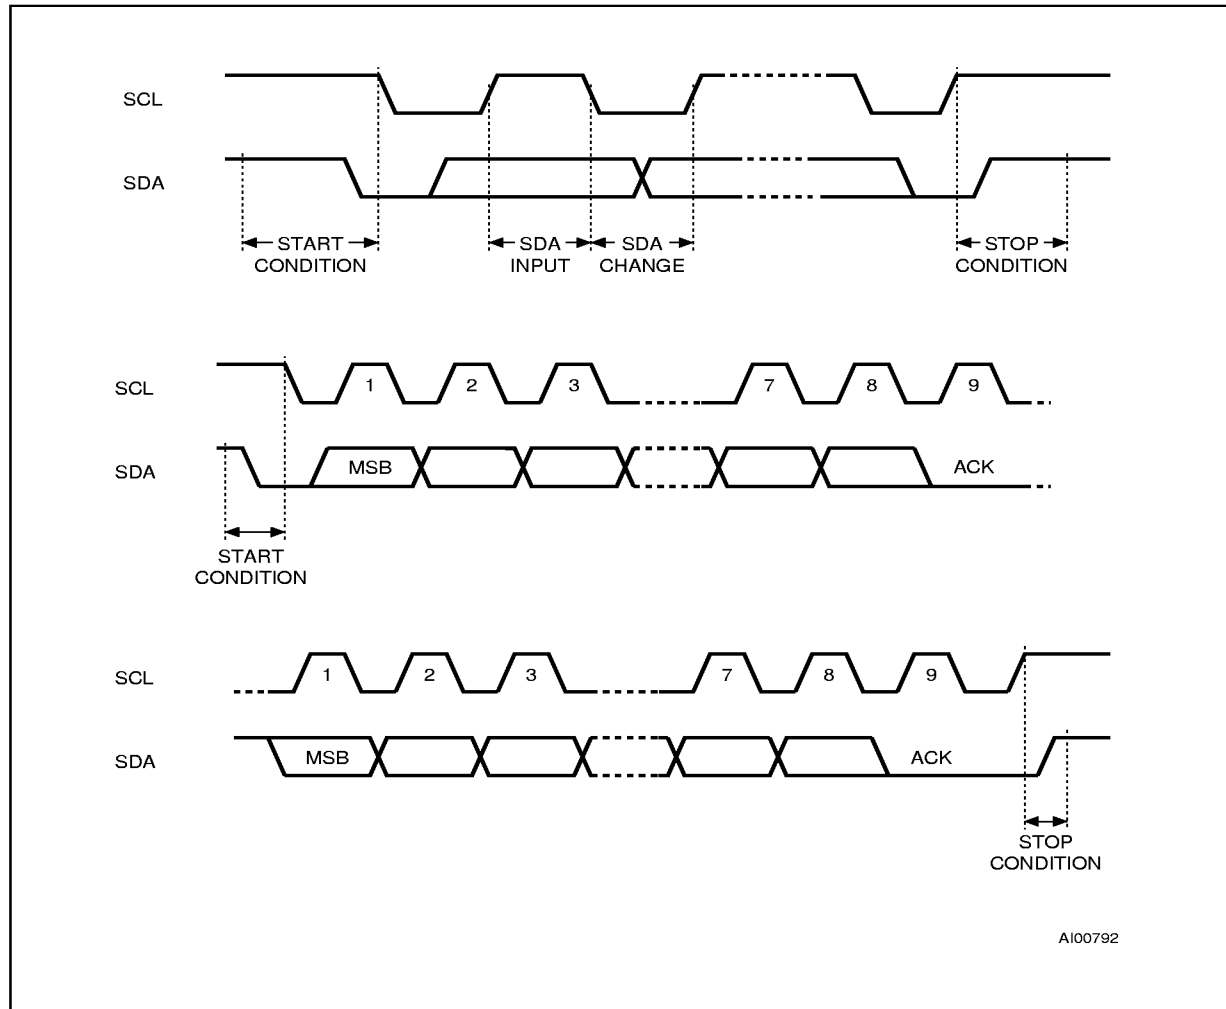 SCL
SDA
START
CONDITION
SDA
INPUT
SDA
CHANGE
STOP
CONDITION
SCL
1 2 3 7 8 9
SDA
MSB
ACK
START
CONDITION
SCL
1 2 3 7 8 9
SDA
MSB
ACK
STOP
CONDITION
AI00792